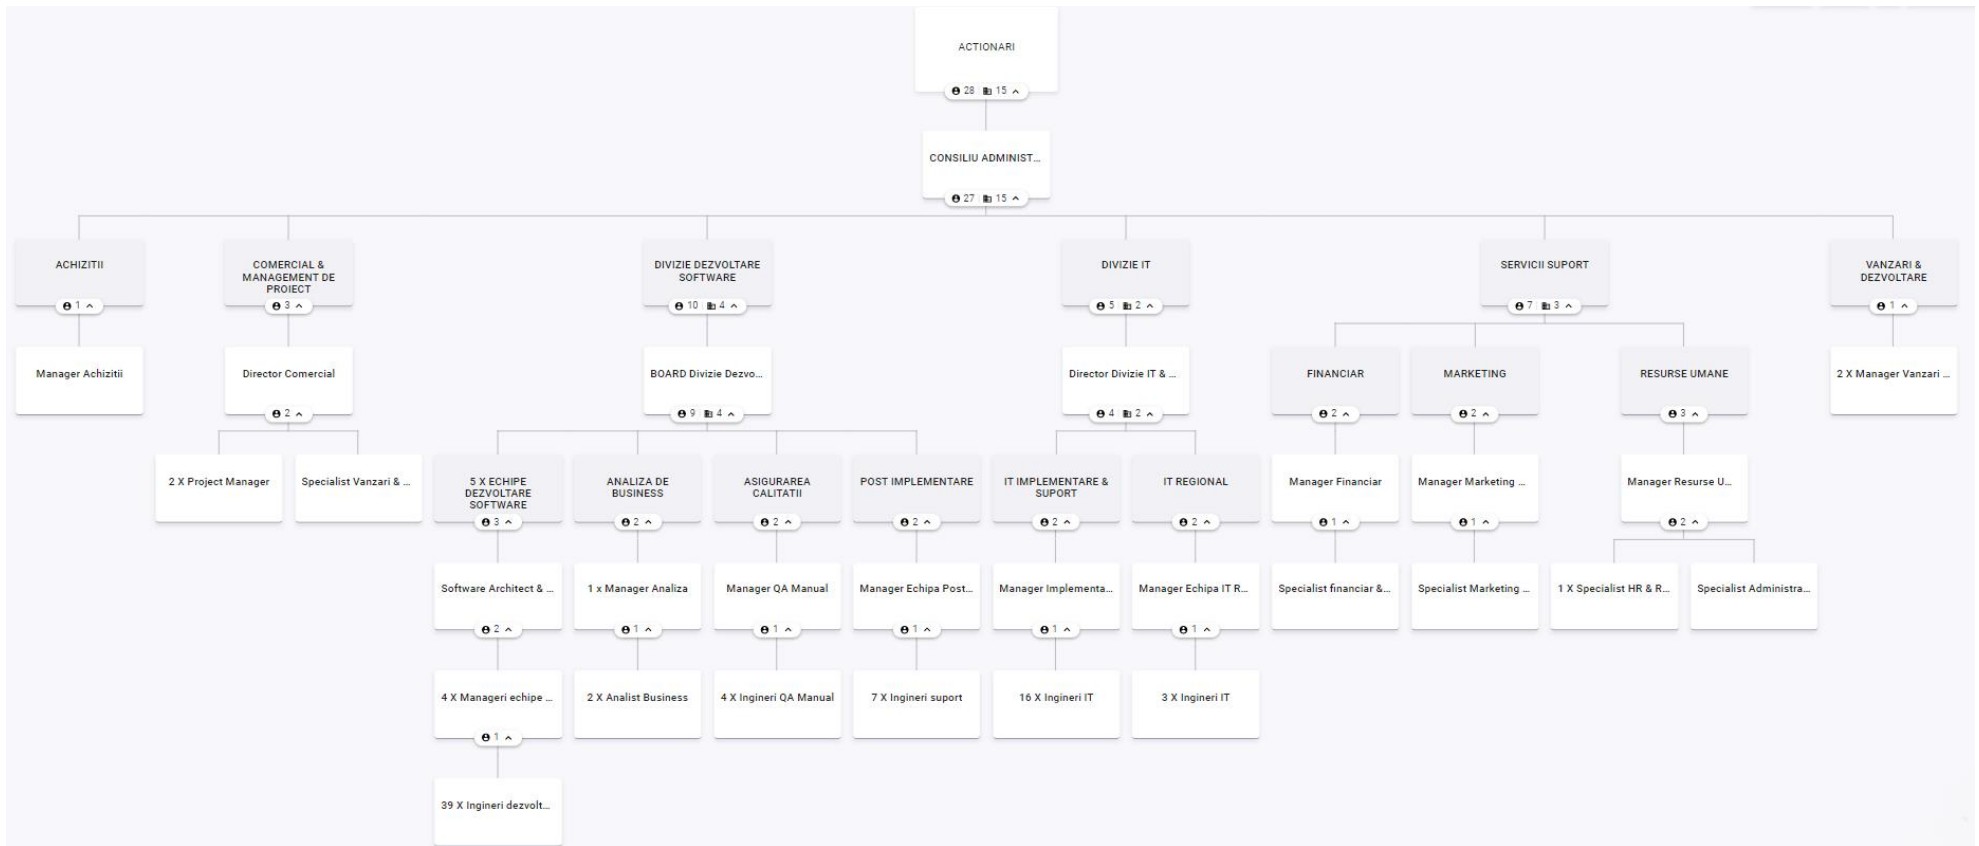 ACTIONARI
28 15
CONSILIU ADMINIST...
27 15
ACHIZITII
1
COMERCIAL &
MANAGEMENT DE
PROIECT
3
DIVIZIE DEZVOLTARE
SOFTWARE
10 4
DIVIZIE IT
5 2
SERVICII SUPORT
7 3
VANZARI &
DEZVOLTARE
1
Manager Achizitii
Director Comercial
2
BOARD Divizie Dezvo...
9 4
Director Divizie IT & ...
4 2
FINANCIAR
2
MARKETING
2
RESURSE UMANE
3
2 X Manager Vanzari ...
2 X Project Manager
Specialist Vanzari & ...
5 X ECHIPE
DEZVOLTARE
SOFTWARE
3
ANALIZA DE
BUSINESS
2
ASIGURAREA
CALITATII
2
POST IMPLEMENTARE
2
IT IMPLEMENTARE &
SUPORT
2
IT REGIONAL
2
Manager Financiar
1
Manager Marketing ...
1
Manager Resurse U...
2
Software Architect & ...
2
1 x Manager Analiza
1
Manager QA Manual
1
Manager Echipa Post...
1
Manager Implementa...
1
Manager Echipa IT R...
1
Specialist financiar &...
Specialist Marketing ...
1 X Specialist HR & R...
Specialist Administra...
4 X Manageri echipe ...
1
2 X Analist Business
4 X Ingineri QA Manual
7 X Ingineri suport
16 X Ingineri IT
3 X Ingineri IT
39 X Ingineri dezvolt...